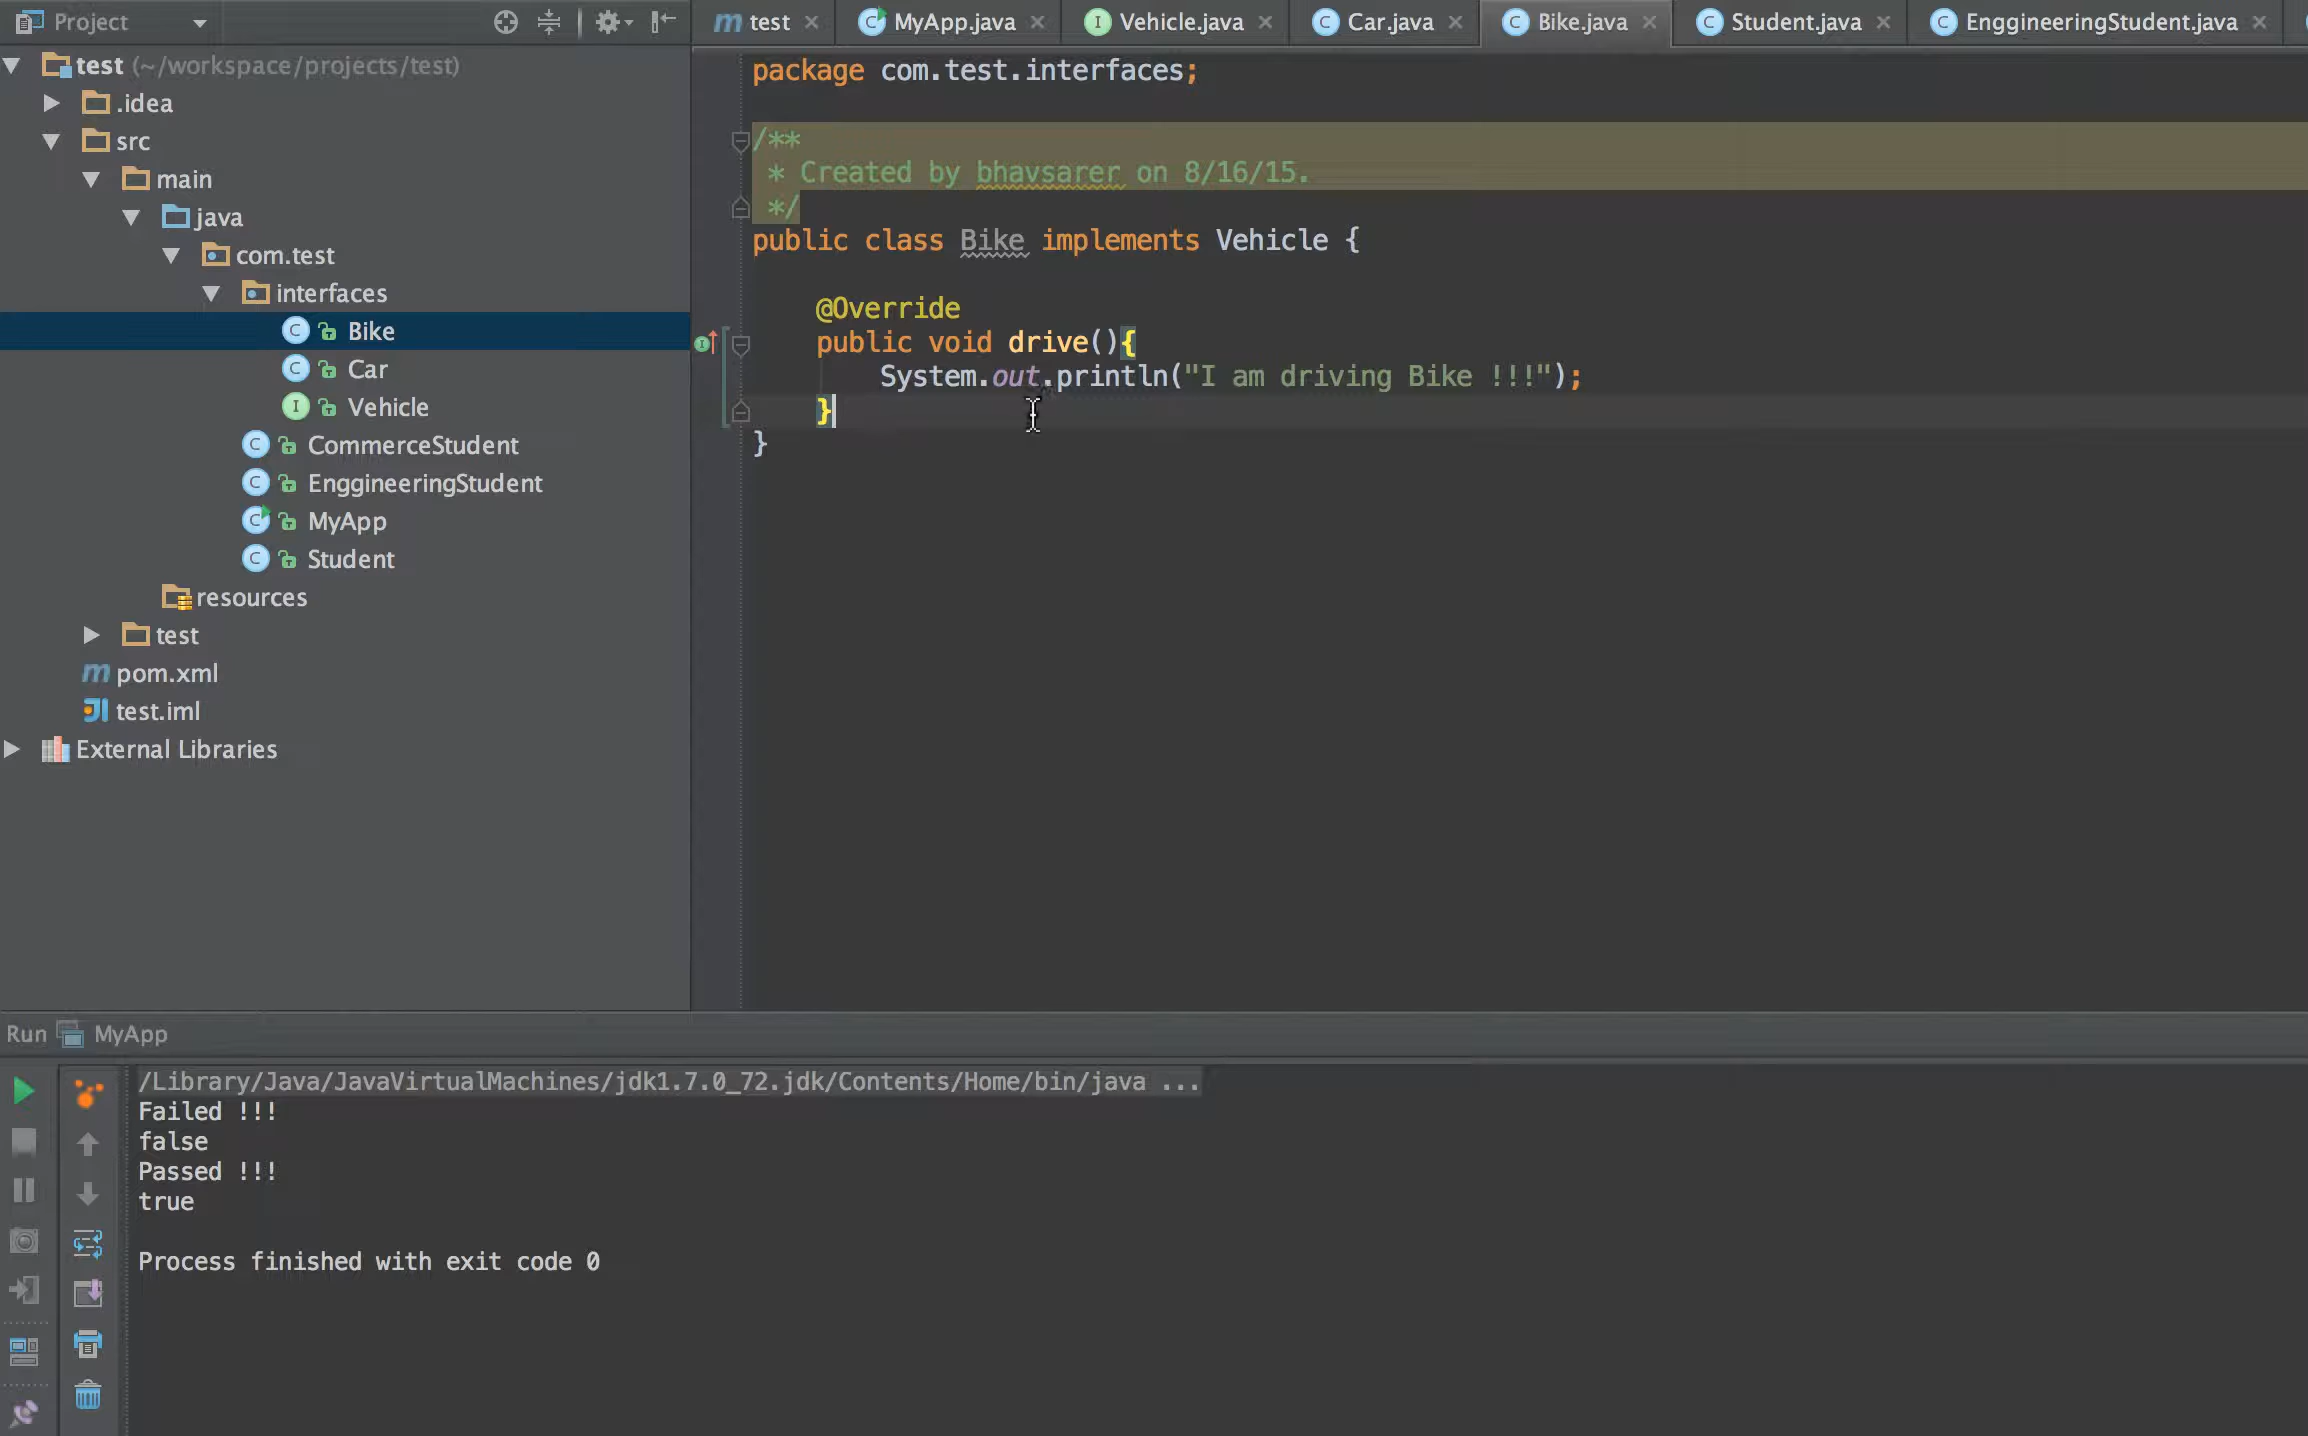 Project
test
MyApp.java
Vehicle.java
Car.java
Bike.java
Student.java
EnggineeringStudent.java
test (~/workspace/projects/test)
.idea
src
main
java
com.test
interfaces
Bike
Car
Vehicle
CommerceStudent
EnggineeringStudent
MyApp
Student
resources
test
pom.xml
test.iml
External Libraries
package com.test.interfaces;
/**
* Created by bhavsarer on 8/16/15.
*/
public class Bike implements Vehicle {
@Override
public void drive(){
System.out.println("I am driving Bike !!!");
}
}
Run MyApp
/Library/Java/JavaVirtualMachines/jdk1.7.0_72.jdk/Contents/Home/bin/java ...
Failed !!!
false
Passed !!!
true
Process finished with exit code 0